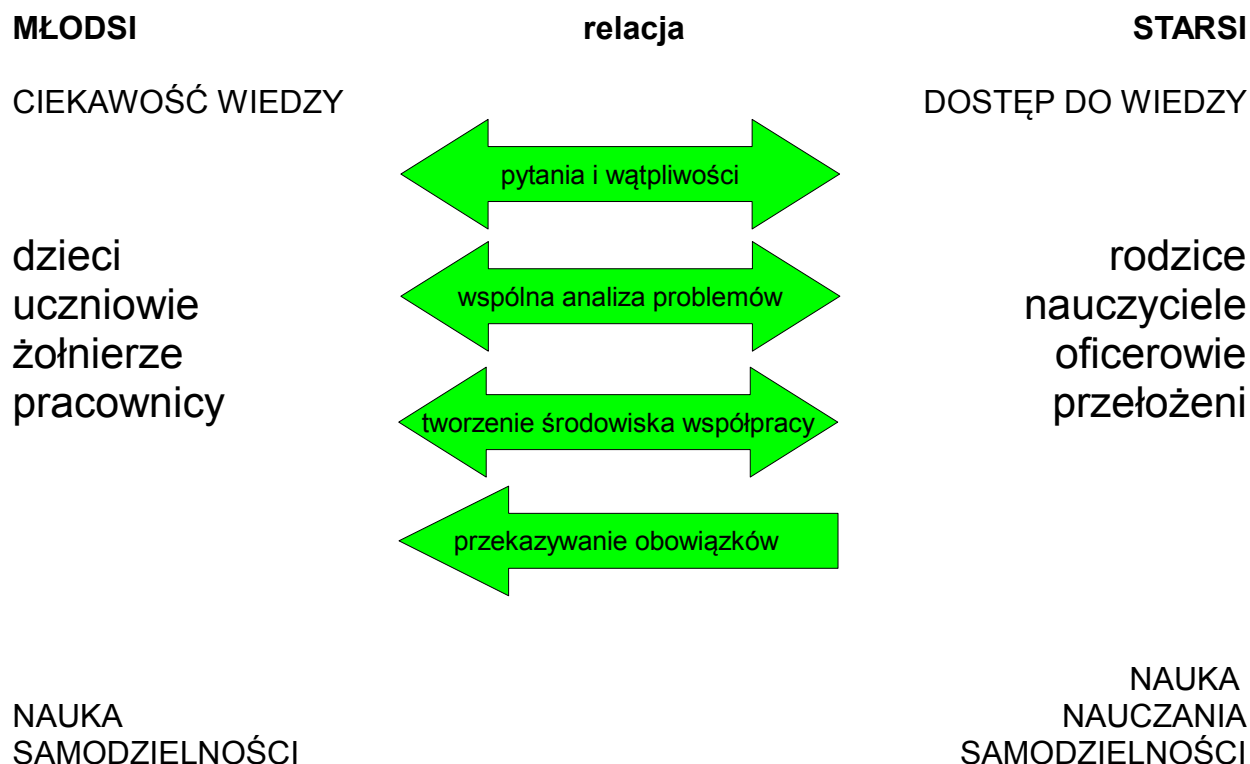 MŁODSI relacja STARSI
CIEKAWOŚĆ WIEDZY DOSTĘP DO WIEDZY
pytania i wątpliwości
dzieci
uczniowie
żołnierze
pracownicy
wspólna analiza problemów
tworzenie środowiska współpracy
rodzice
nauczyciele
oficerowie
przełożeni
przekazywanie obowiązków
NAUKA
SAMODZIELNOŚCI
NAUKA
NAUCZANIA
SAMODZIELNOŚCI